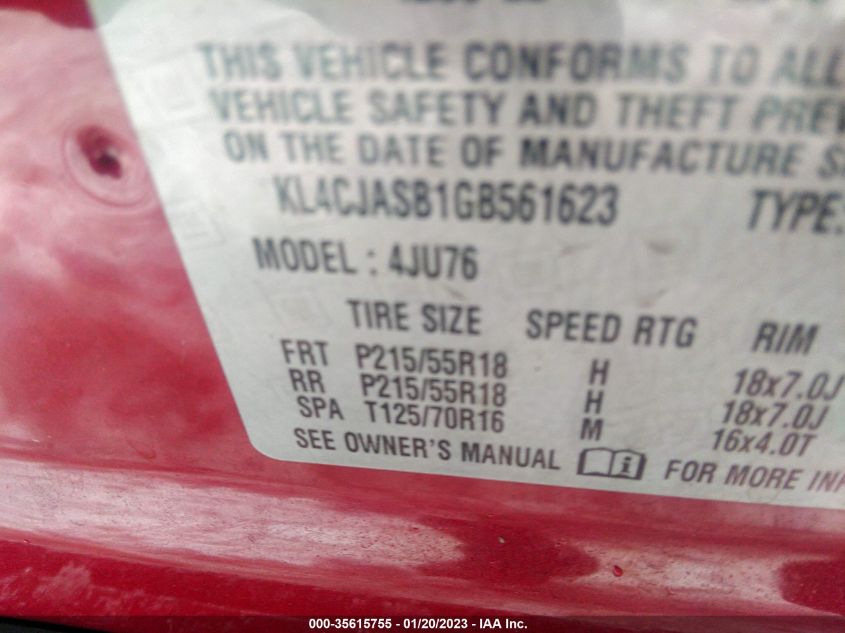 THIS VEHICLE CONFORMS TO ALL
VEHICLE SAFETY AND THEFT PREV
ON THE DATE OF MANUFACTURE S
KL4CJASB1GB561623 TYPE:
MODEL : 4JU76
TIRE SIZE SPEED RTG RIM
FRT P215/55R18 H 18x7.0J
RR P215/55R18 H 18x7.0J
SPA T125/70R16 M 16x4.0T
SEE OWNER'S MANUAL FOR MORE INF
000-35615755 - 01/20/2023 - IAA Inc.